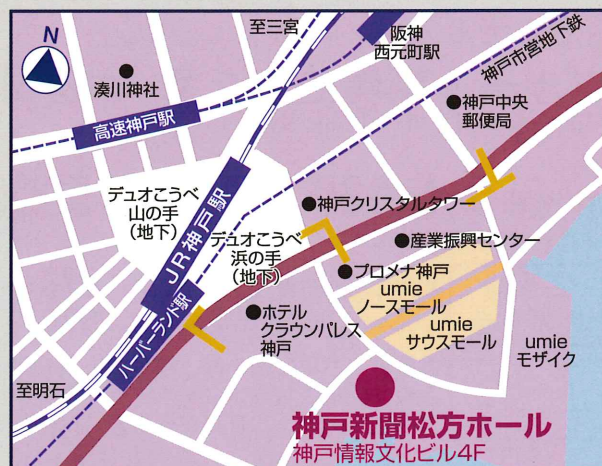 N
至三宮
阪神
西元町駅
神戸市営地下鉄
湊川神社
高速神戸駅
神戸中央
郵便局
デュオこうべ
山の手
(地下)
JR神戸駅
神戸クリスタルタワー
デュオこうべ
浜の手
(地下)
産業振興センター
プロメナ神戸
umie
ノースモール
ハーバーランド駅
ホテル
クラウンパレス
神戸
umie
サウスモール
umie
モザイク
至明石
神戸新聞松方ホール
神戸情報文化ビル4F